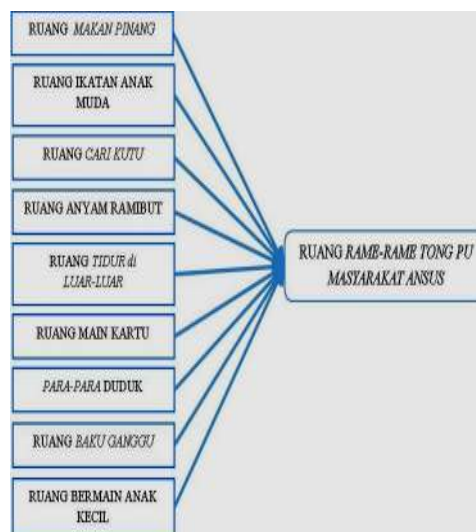 RUANG MAKAN PINANG
RUANG IKATAN ANAK
MUDA
RUANG CARI KUTU
RUANG ANYAM RAMIBUT
RUANG TIDUR di
LUAR-LUAR
RUANG MAIN KARTU
PARA-PARA DUDUK
RUANG BAKU GANGGU
RUANG BERMAIN ANAK
KECIL
RUANG RAME-RAME TONG PU
MASYARAKAT ANSUS